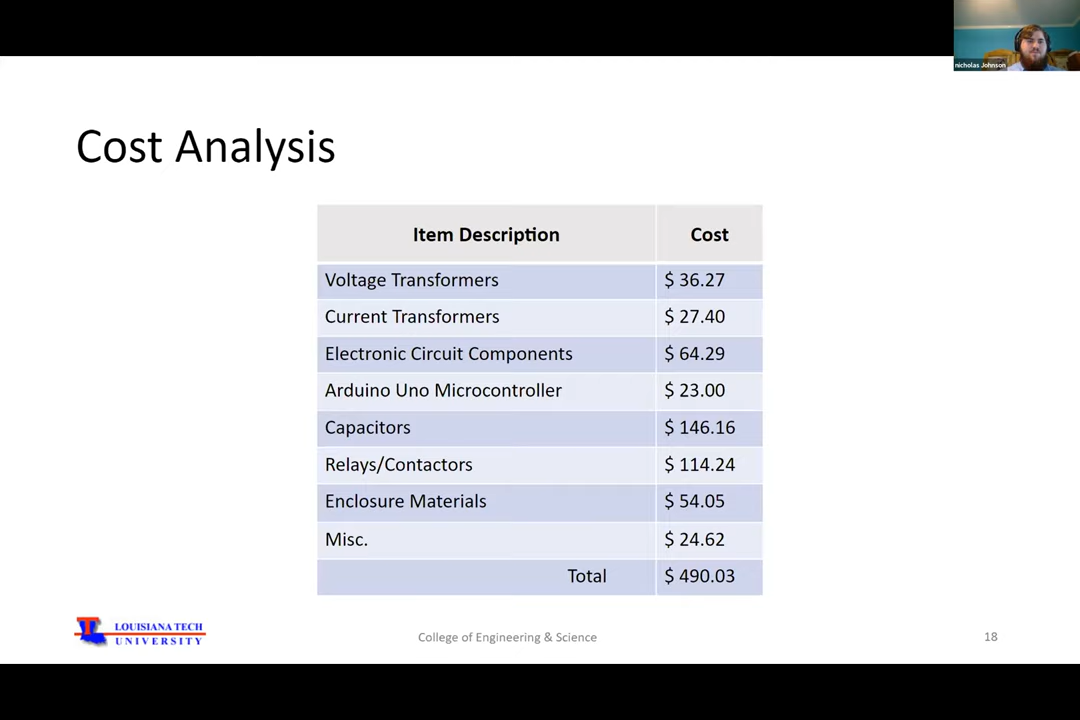 nicholas Johnson
Cost Analysis
Item Description Cost
Voltage Transformers $ 36.27
Current Transformers $ 27.40
Electronic Circuit Components $ 64.29
Arduino Uno Microcontroller $ 23.00
Capacitors $ 146.16
Relays/Contactors $ 114.24
Enclosure Materials $ 54.05
Misc. $ 24.62
Total $ 490.03
T LOUISIANA TECH
UNIVERSITY
College of Engineering & Science
18